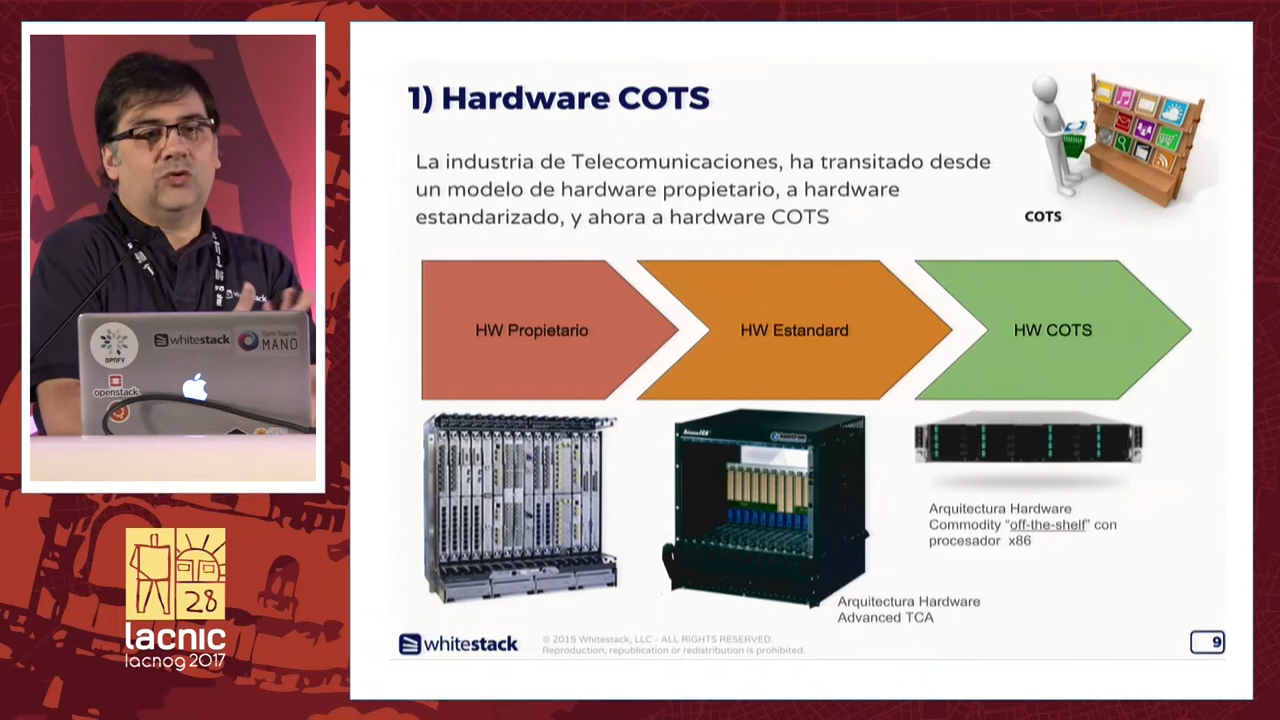 1) Hardware COTS
La industria de Telecomunicaciones, ha transitado desde
un modelo de hardware propietario, a hardware
estandarizado, y ahora a hardware COTS
COTS
HW Propietario
HW Estandard
HW COTS
Arquitectura Hardware
Commodity “off-the-shelf” con
procesador x86
Arquitectura Hardware
Advanced TCA
whitestack
© 2015 Whitestack, LLC - ALL RIGHTS RESERVED.
Reproduction, republication or redistribution is prohibited.
9
OPNFV
whitestack
Open Source
MANO
openstack
28
lacnic
lacnog 2017